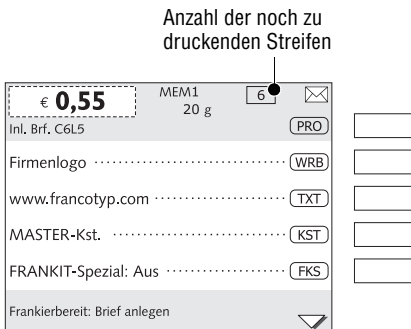 Anzahl der noch zu
druckenden Streifen
€ 0,55 MEM1 6
20 g
Inl. Brf. C6L5 PRO
Firmenlogo ································ WRB
www.francotyp.com ······················ TXT
MASTER-Kst. ····························· KST
FRANKIT-Spezial: Aus ··················· FKS
Frankierbereit: Brief anlegen